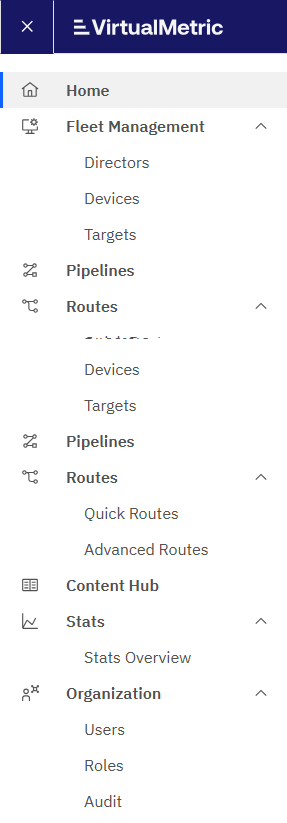 VirtualMetric
Home
Fleet Management
Directors
Devices
Targets
Pipelines
Routes
Devices
Targets
Pipelines
Routes
Quick Routes
Advanced Routes
Content Hub
Stats
Stats Overview
Organization
Users
Roles
Audit